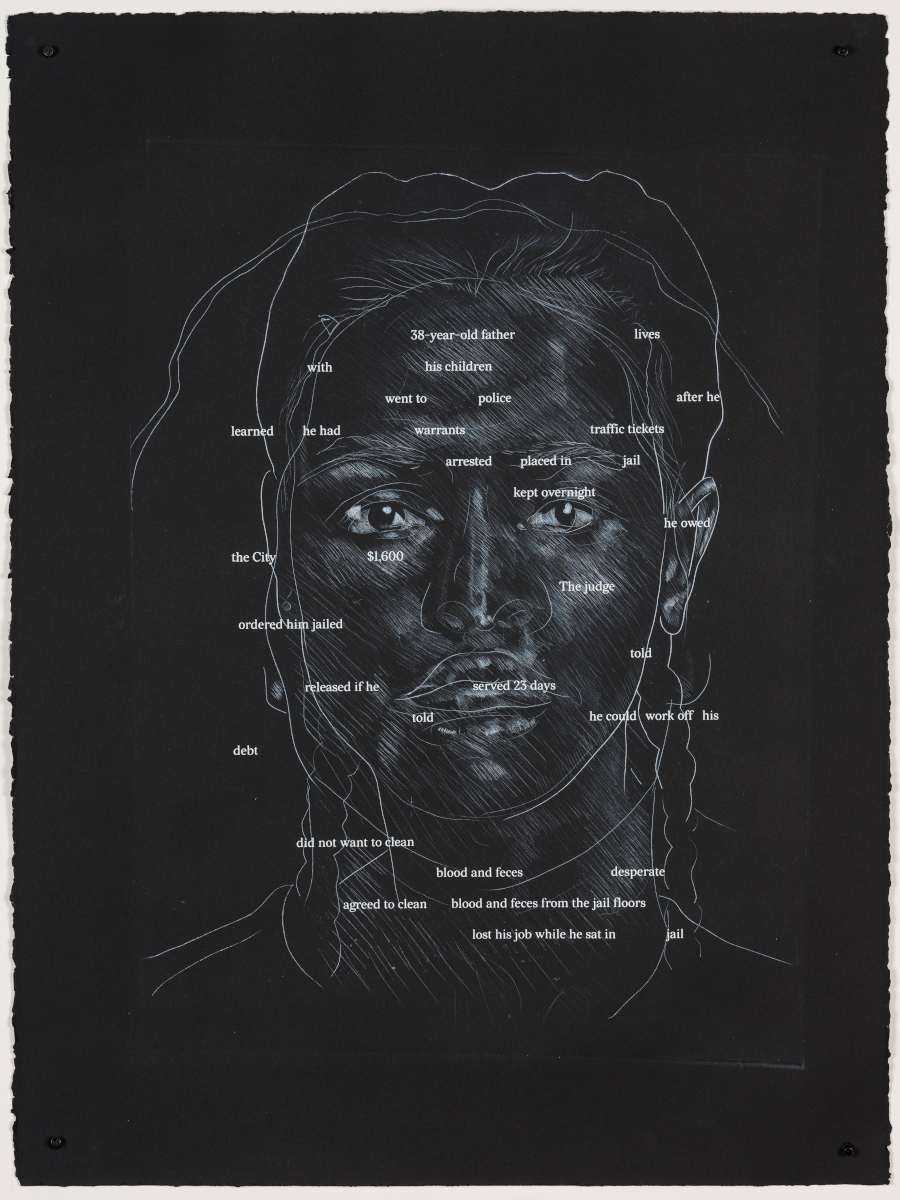 38-year-old father lives
with his children
went to police after he
learned he had warrants traffic tickets
arrested placed in jail
kept overnight
he owed
the City $1,600
The judge
ordered him jailed
told
released if he served 23 days
told he could work off his
debt
did not want to clean
blood and feces desperate
agreed to clean blood and feces from the jail floors
lost his job while he sat in jail